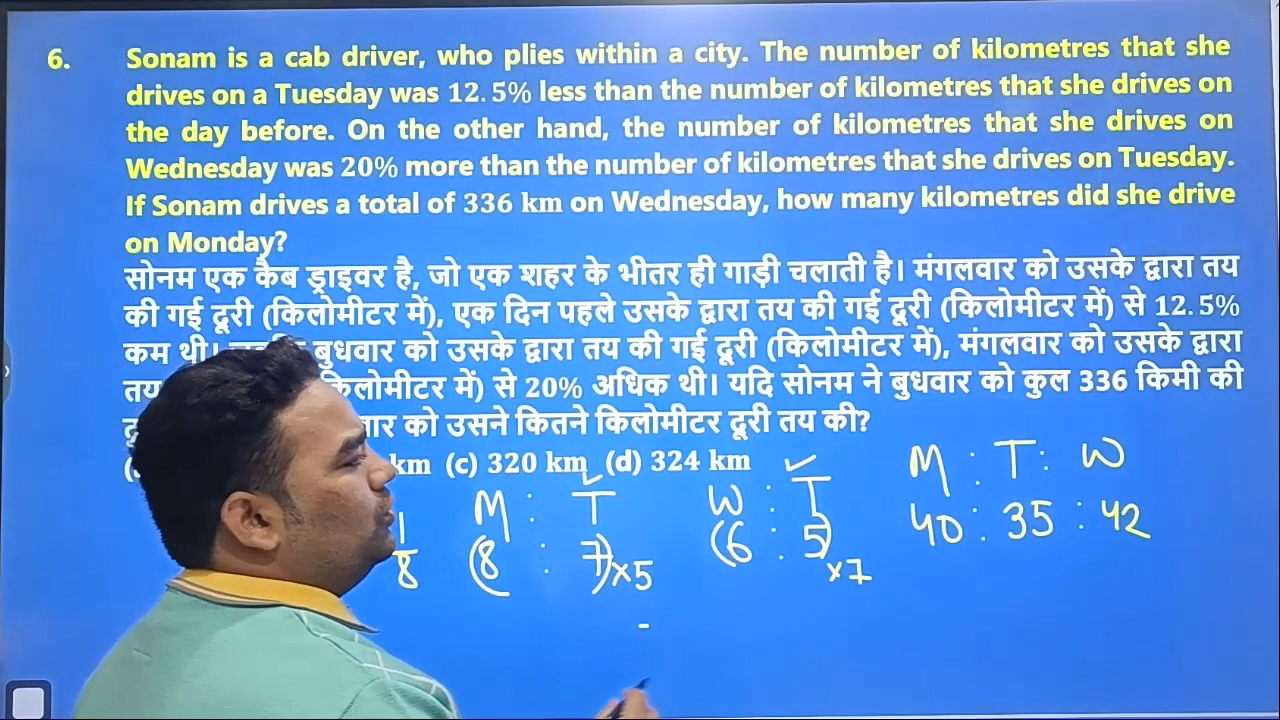 6. Sonam is a cab driver, who plies within a city. The number of kilometres that she
drives on a Tuesday was 12.5% less than the number of kilometres that she drives on
the day before. On the other hand, the number of kilometres that she drives on
Wednesday was 20% more than the number of kilometres that she drives on Tuesday.
If Sonam drives a total of 336 km on Wednesday, how many kilometres did she drive
on Monday?
सोनम एक कैब ड्राइवर है, जो एक शहर के भीतर ही गाड़ी चलाती है। मंगलवार को उसके द्वारा तय
की गई दूरी (किलोमीटर में), एक दिन पहले उसके द्वारा तय की गई दूरी (किलोमीटर में) से 12.5%
कम थी। बुधवार को उसके द्वारा तय की गई दूरी (किलोमीटर में), मंगलवार को उसके द्वारा
तय किलोमीटर में) से 20% अधिक थी। यदि सोनम ने बुधवार को कुल 336 किमी की
को उसने कितने किलोमीटर दूरी तय की?
km (c) 320 km (d) 324 km
M : T W : T M : T : W
1/8 (8 : 7)×5 (6 : 5)×7 40 : 35 : 42